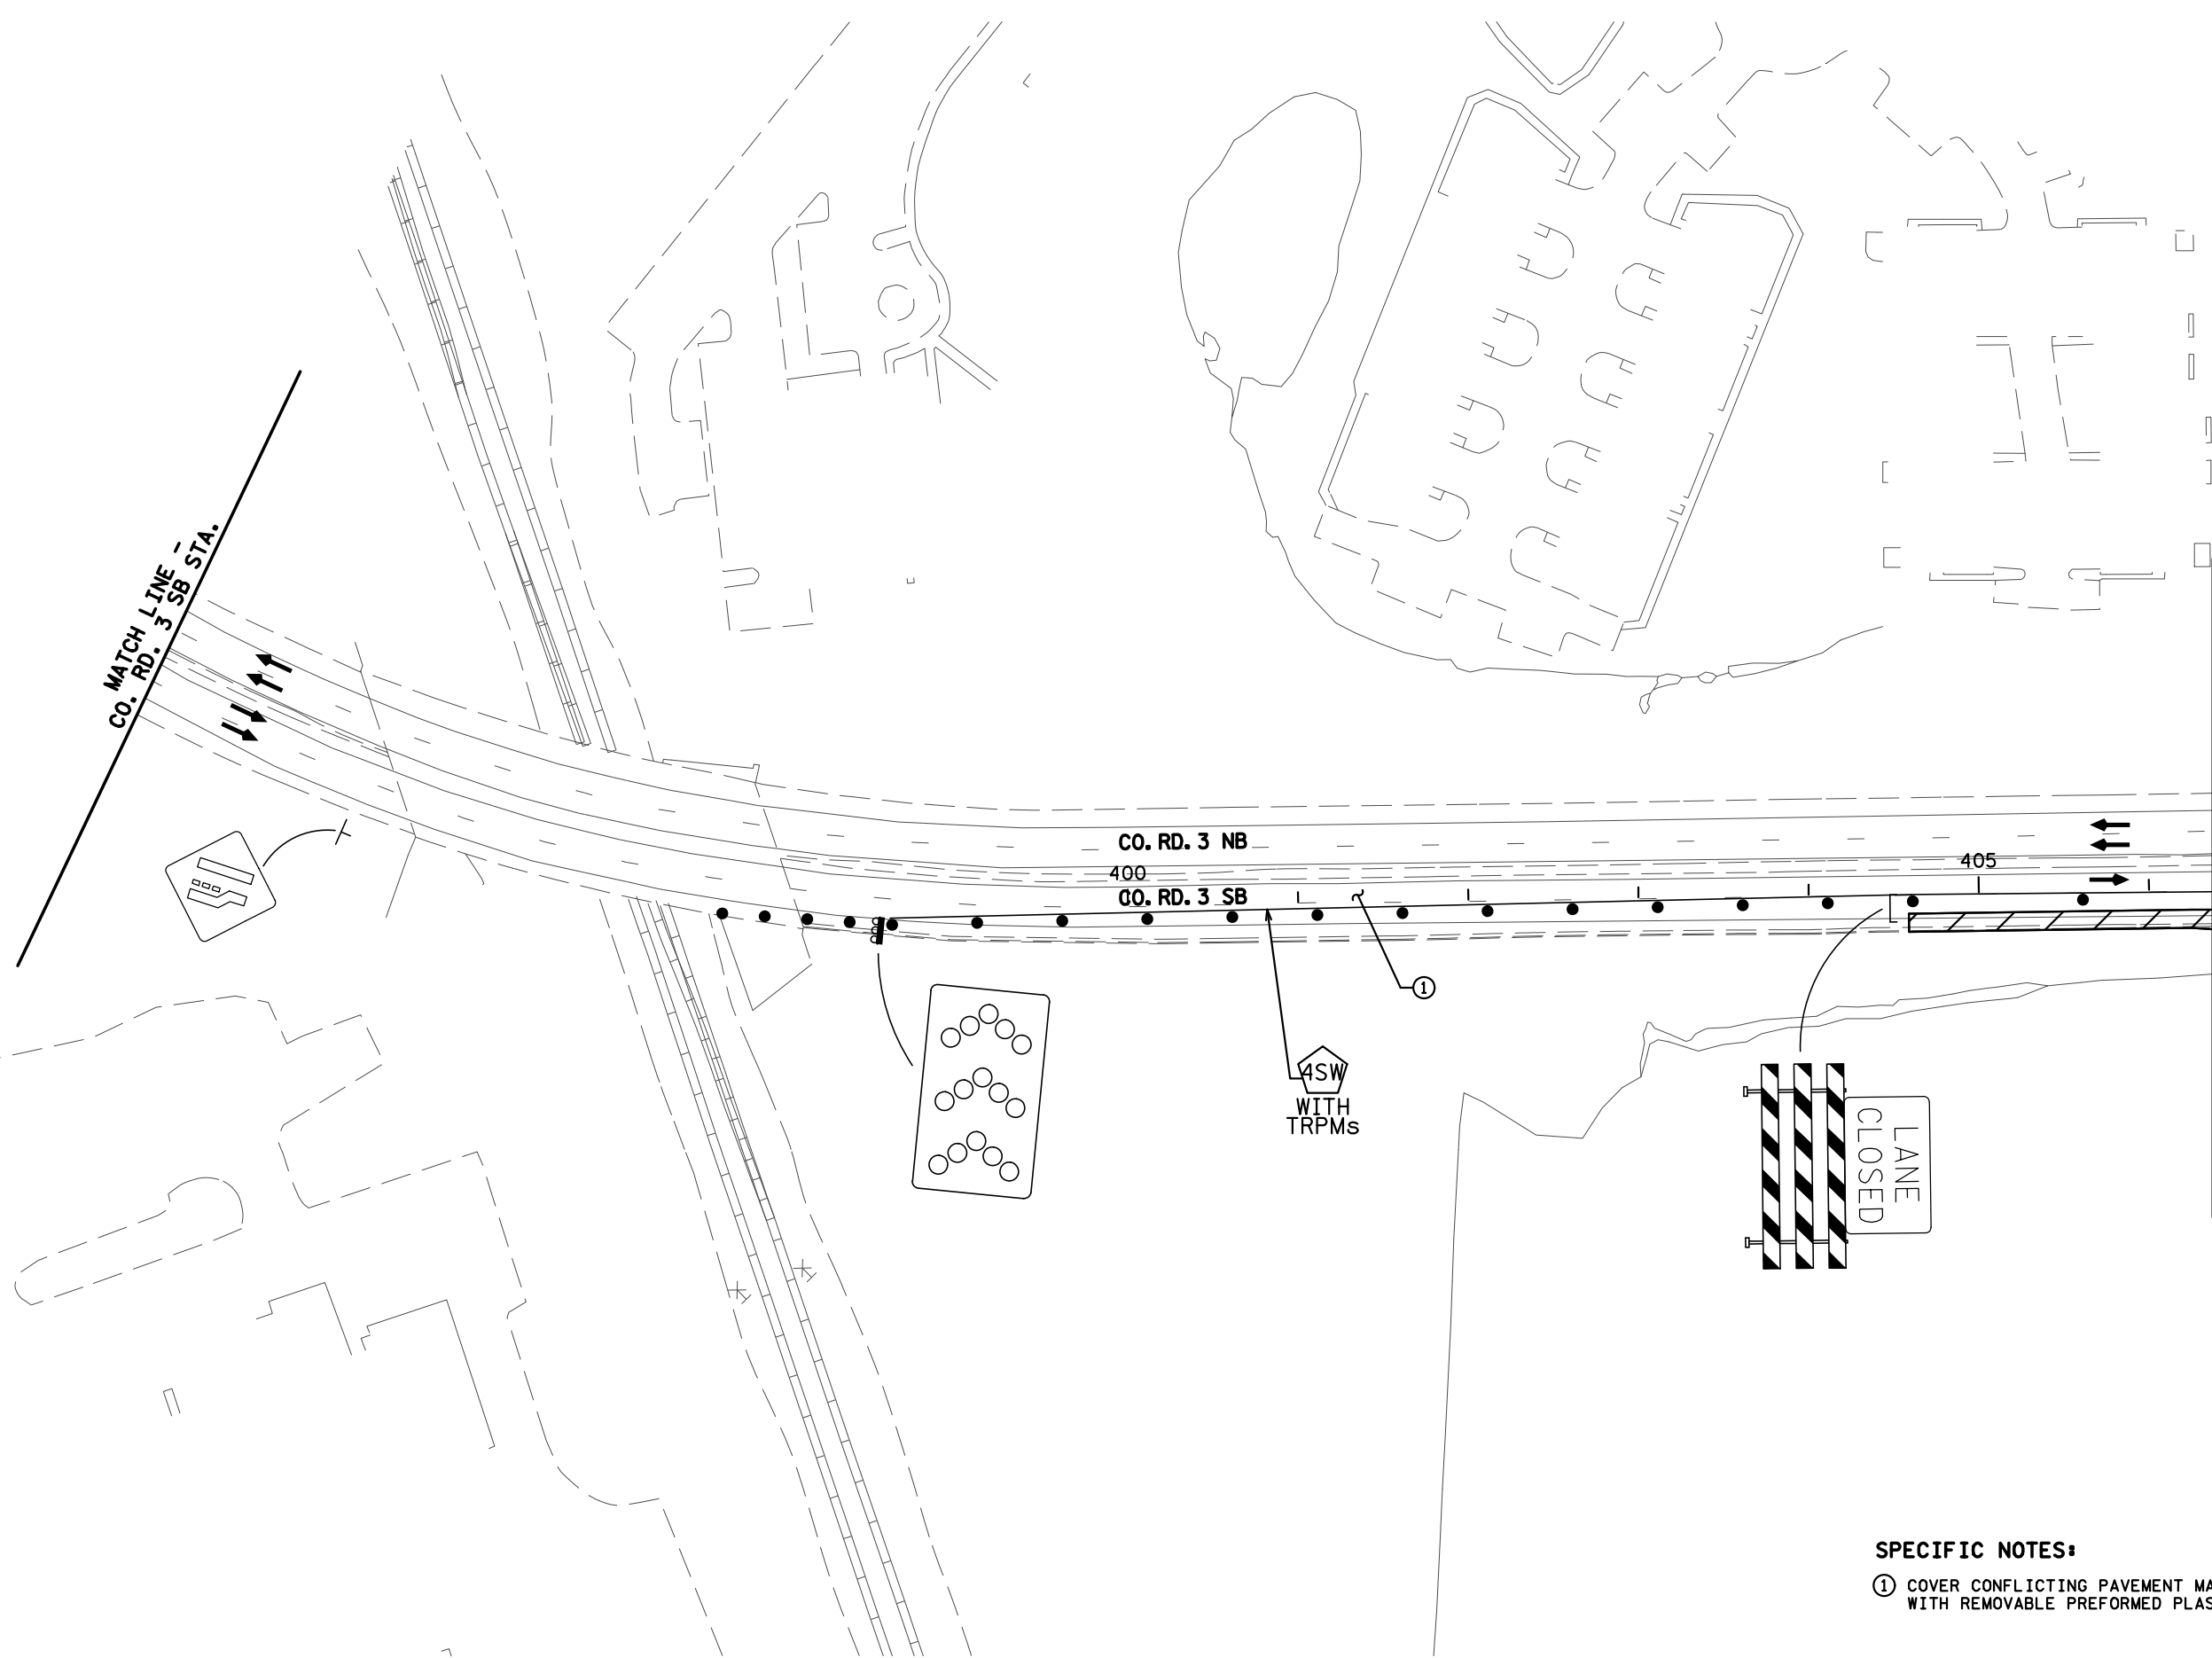 MATCH LINE -
CO. RD. 3 SB STA.
CO. RD. 3 NB
400
405
CO. RD. 3 SB
1
4SW
WITH
TRPMs
LANE
CLOSED
SPECIFIC NOTES:
1 COVER CONFLICTING PAVEMENT
WITH REMOVABLE PREFORMED